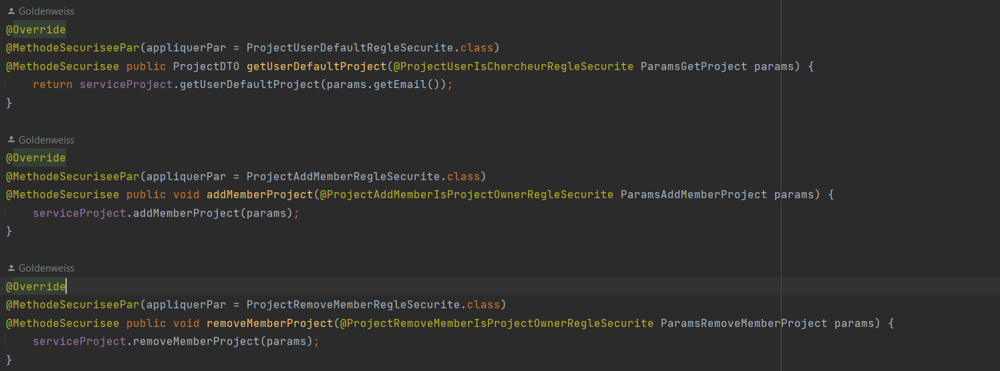 Goldenweiss
@Override
@MethodeSecuriseePar(appliquerPar = ProjectUserDefaultRegleSecurite.class)
@MethodeSecurisee public ProjectDTO getUserDefaultProject(@ProjectUserIsChercheurRegleSecurite ParamsGetProject params) {
    return serviceProject.getUserDefaultProject(params.getEmail());
}
Goldenweiss
@Override
@MethodeSecuriseePar(appliquerPar = ProjectAddMemberRegleSecurite.class)
@MethodeSecurisee public void addMemberProject(@ProjectAddMemberIsProjectOwnerRegleSecurite ParamsAddMemberProject params) {
    serviceProject.addMemberProject(params);
}
Goldenweiss
@Override
@MethodeSecuriseePar(appliquerPar = ProjectRemoveMemberRegleSecurite.class)
@MethodeSecurisee public void removeMemberProject(@ProjectRemoveMemberIsProjectOwnerRegleSecurite ParamsRemoveMemberProject params) {
    serviceProject.removeMemberProject(params);
}